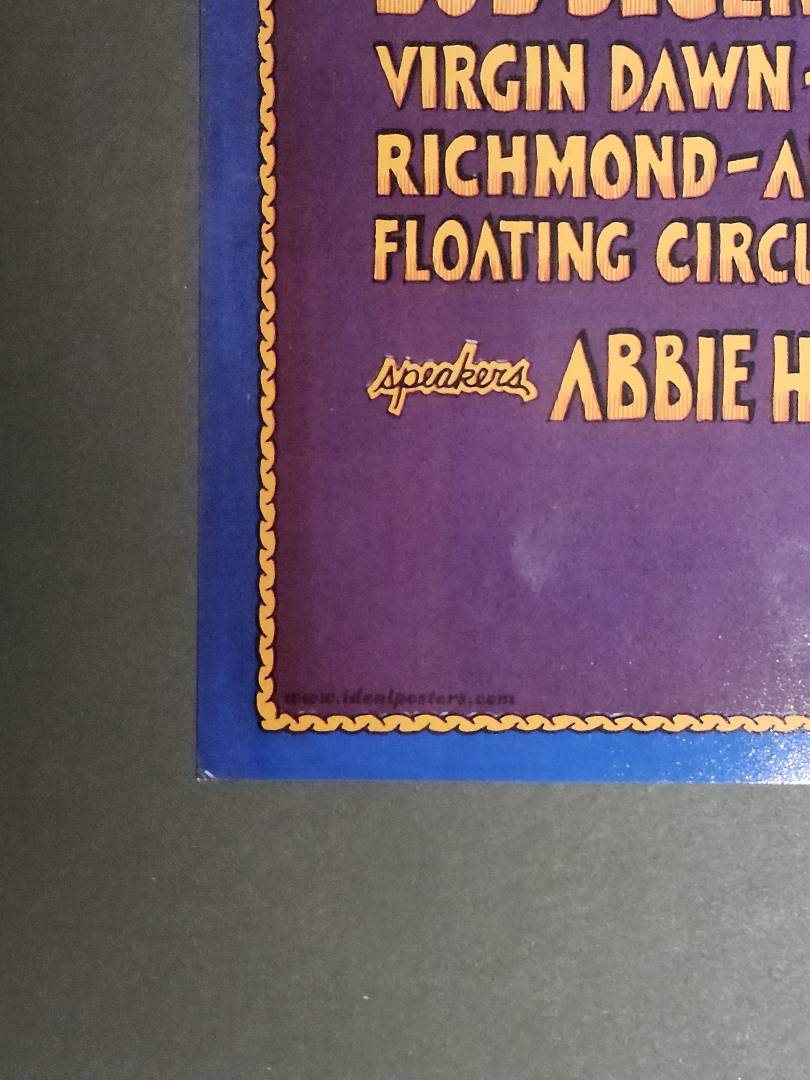 VIRGIN DAWN-
RICHMOND-A
FLOATING CIRCL
speakers ABBIE H
www.idealposters.com